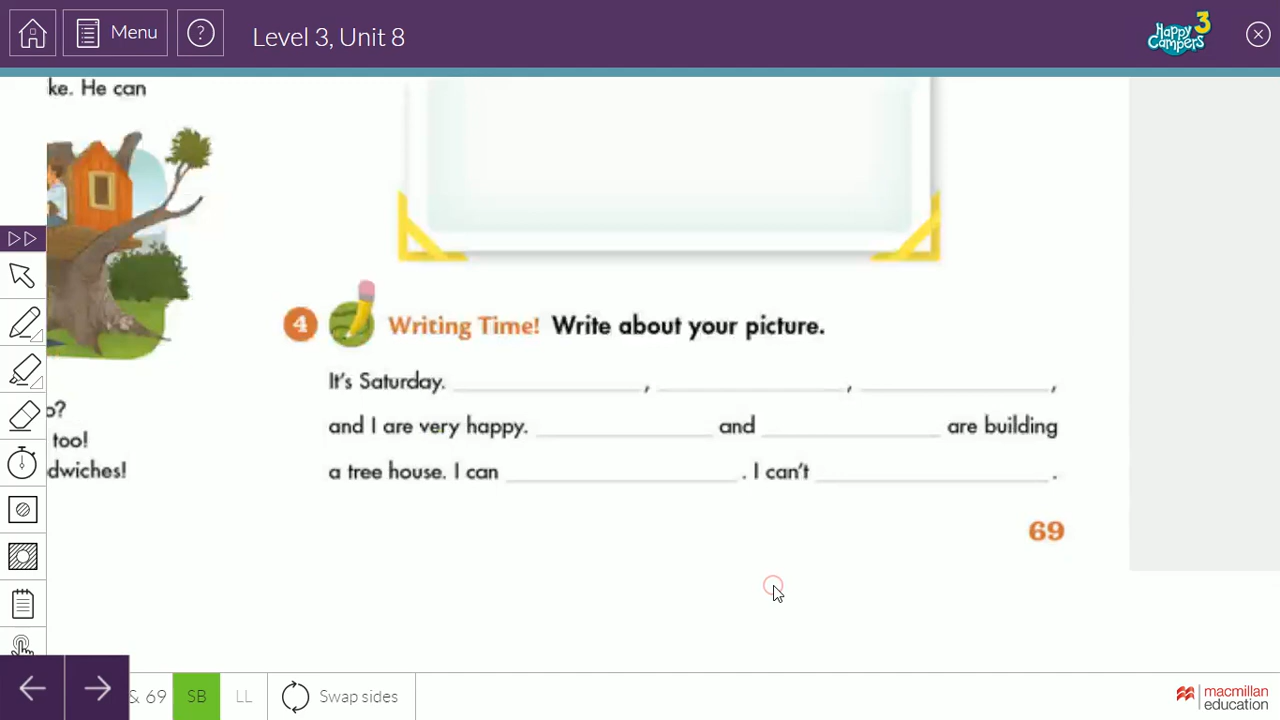 Menu
?
Level 3, Unit 8
Happy Campers 3
ke. He can
4 Writing Time! Write about your picture.
It's Saturday. , , ,
and I are very happy. and are building
a tree house. I can . I can't .
o?
too!
dwiches!
69
& 69
SB
LL
Swap sides
macmillan
education